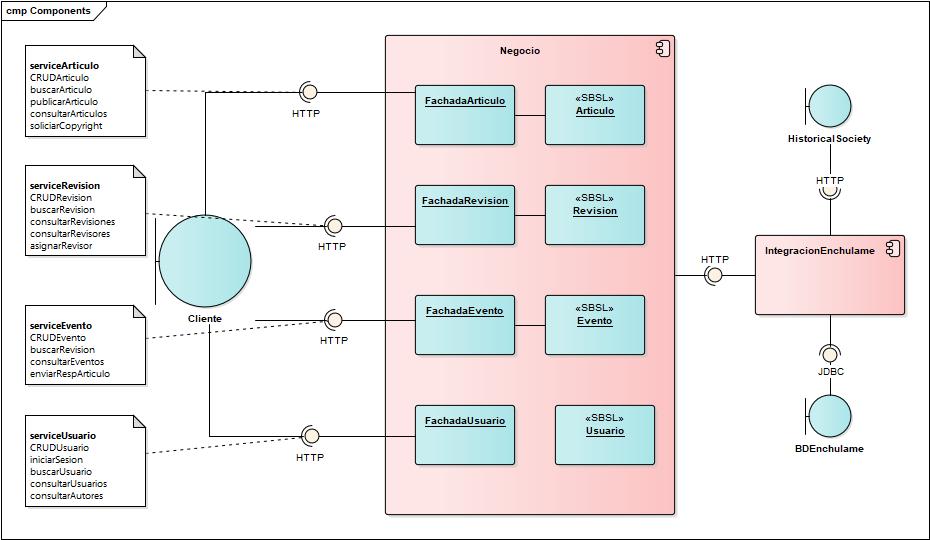 cmp Components
serviceArticulo
CRUDArticulo
buscarArticulo
publicarArticulo
consultarArticulos
soliciarCopyright
serviceRevision
CRUDRevision
buscarRevision
consultarRevisiones
consultarRevisores
asignarRevisor
serviceEvento
CRUDEvento
buscarRevision
consultarEventos
enviarRespArticulo
serviceUsuario
CRUDUsuario
iniciarSesion
buscarUsuario
consultarUsuarios
consultarAutores
Cliente
HTTP
HTTP
HTTP
HTTP
Negocio
FachadaArticulo
«SBSL»
Articulo
FachadaRevision
«SBSL»
Revision
FachadaEvento
«SBSL»
Evento
FachadaUsuario
«SBSL»
Usuario
HTTP
HistoricalSociety
HTTP
IntegracionEnchulame
JDBC
BDEnchulame